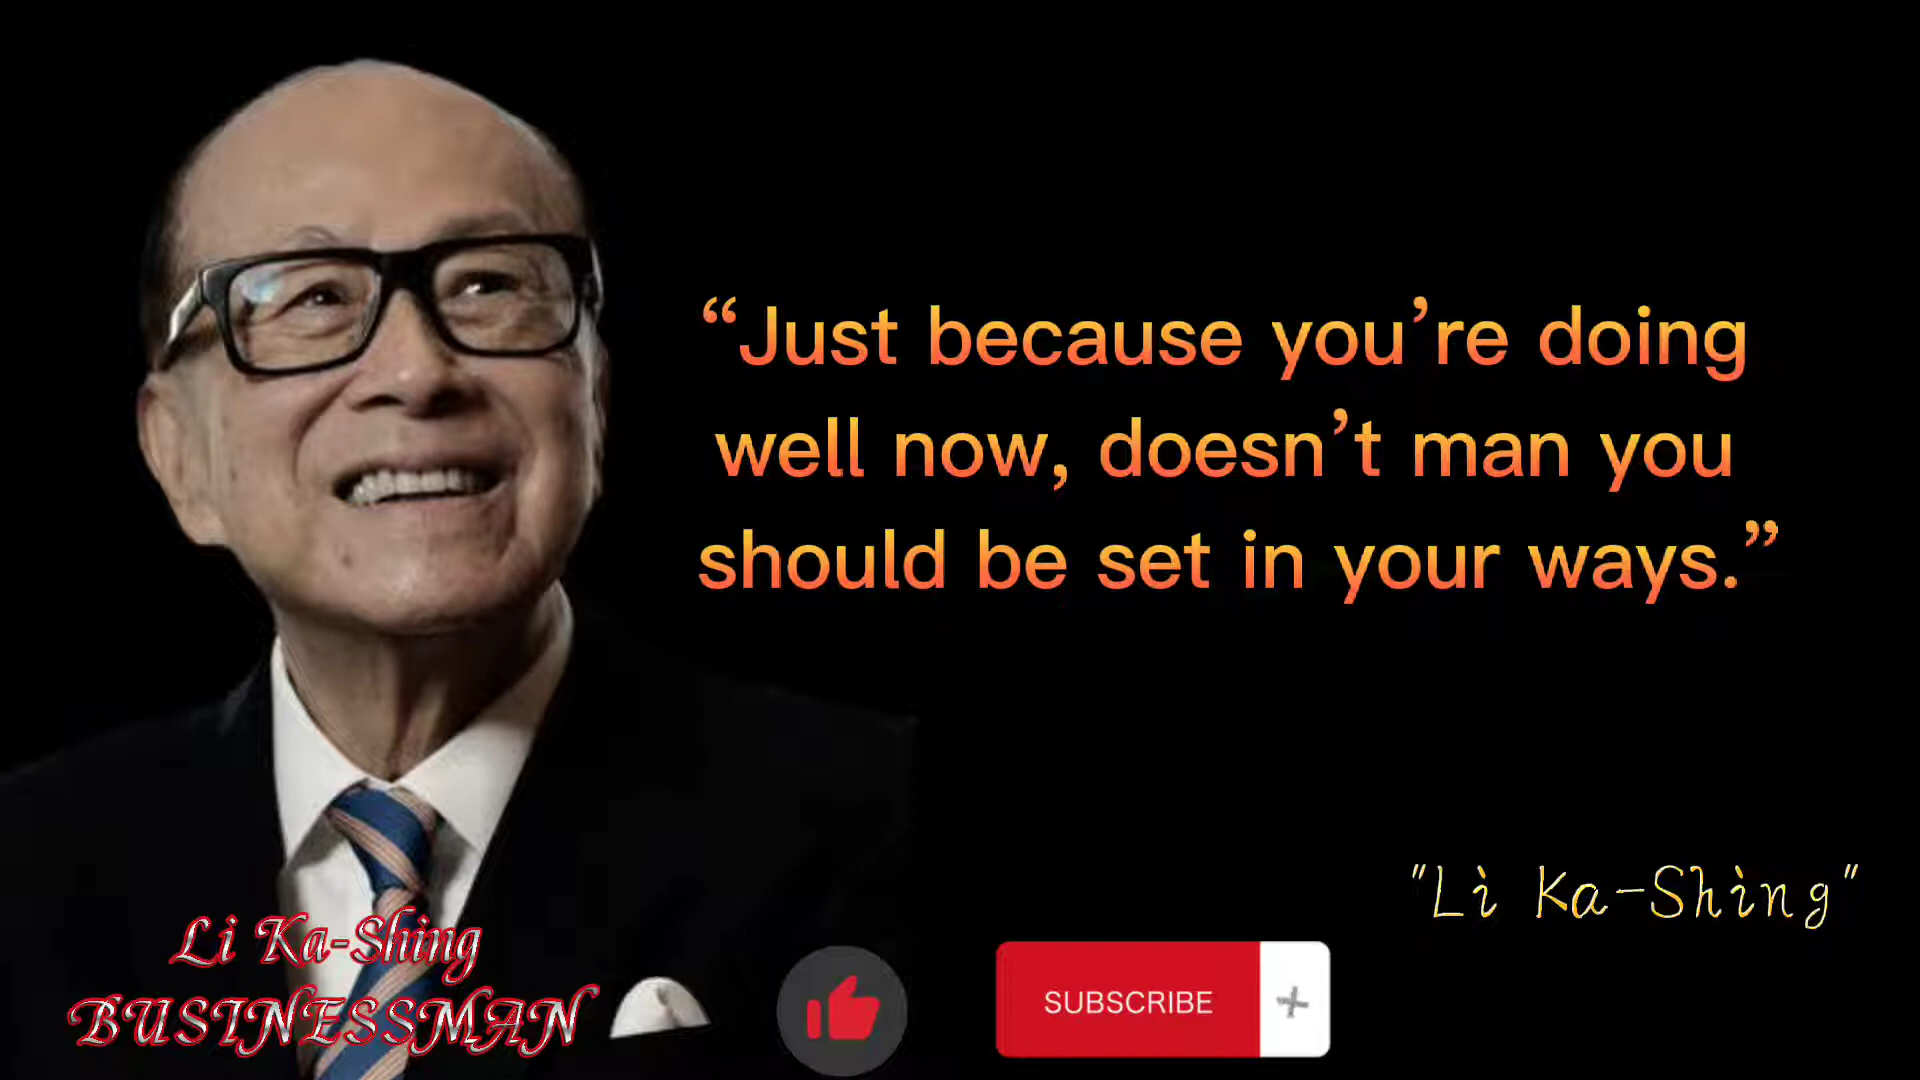 “Just because you’re doing
well now, doesn’t man you
should be set in your ways.”
"Li Ka-Shing"
Li Ka-Shing
BUSINESSMAN
SUBSCRIBE